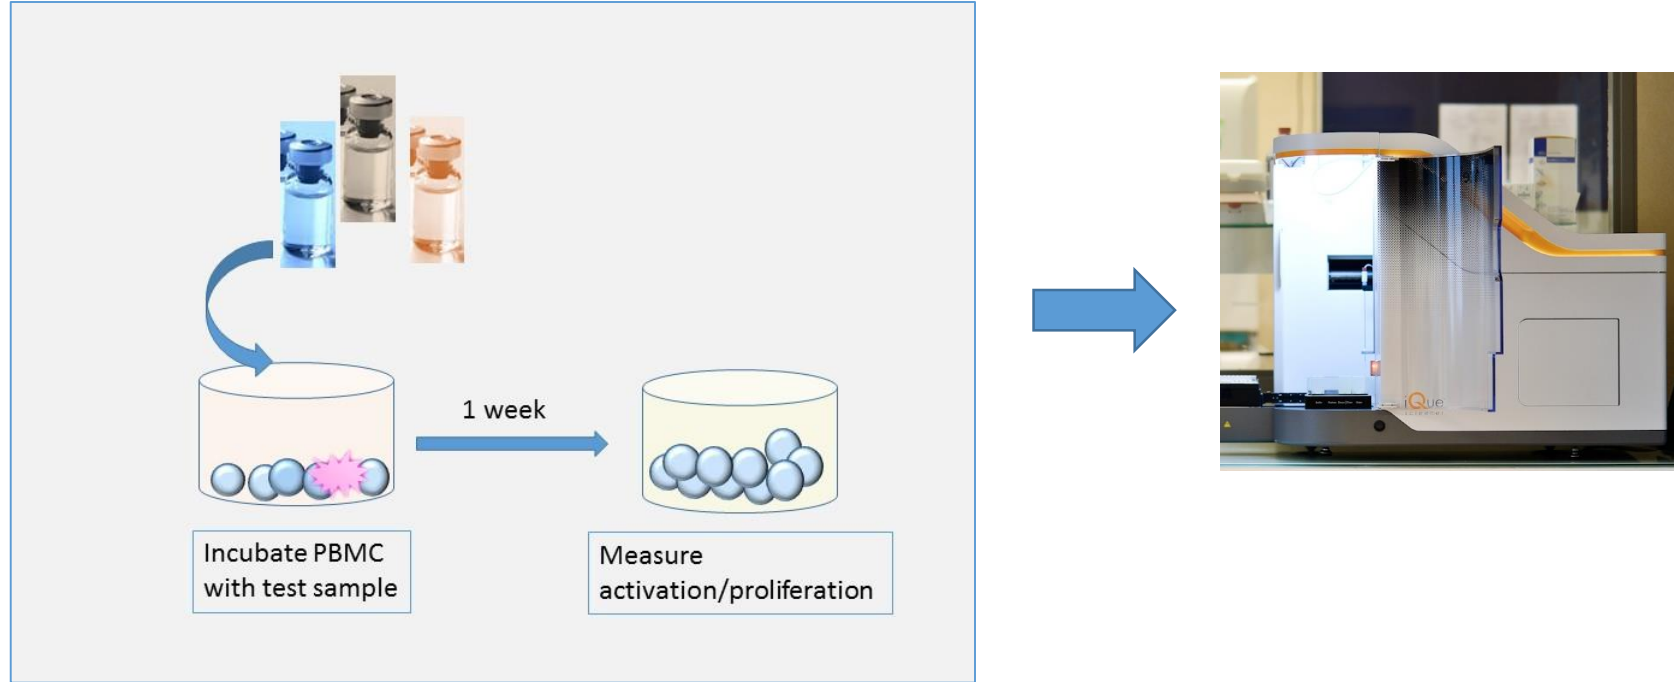 1 week
Incubate PBMC
with test sample
Measure
activation/proliferation
iQue